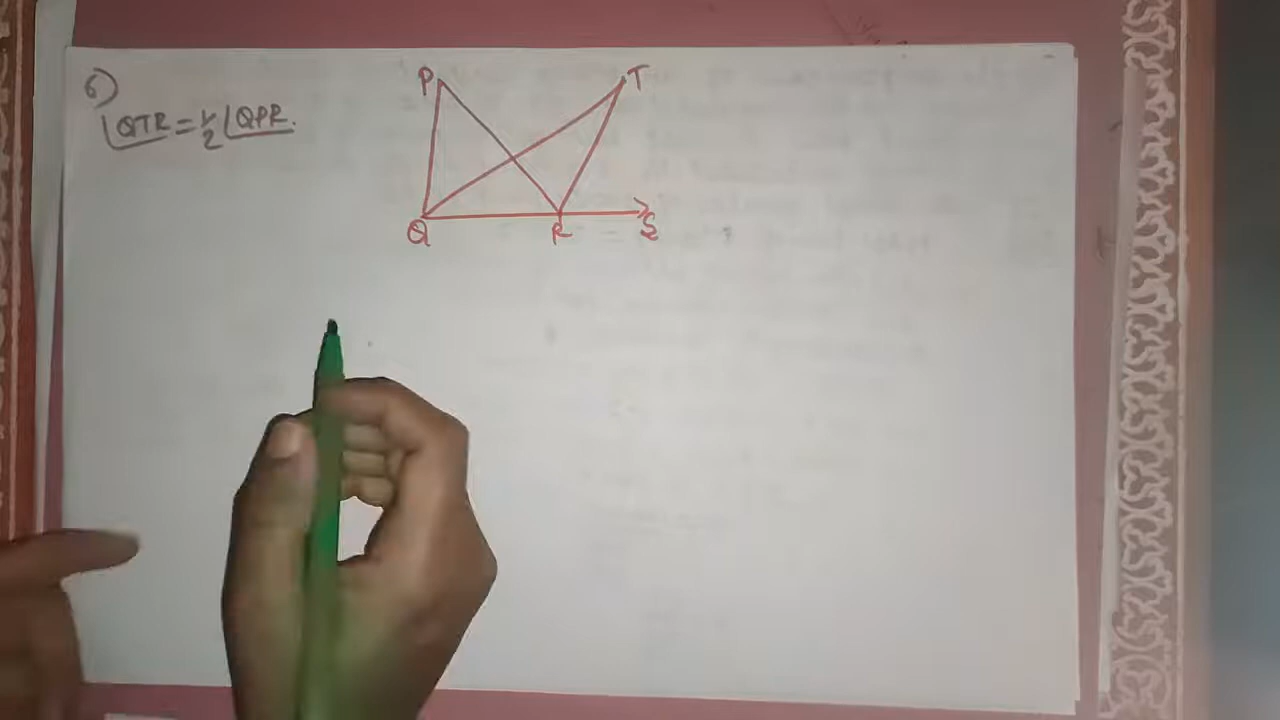 6)
∠QTR = 1/2 ∠QPR.
P T
Q R S